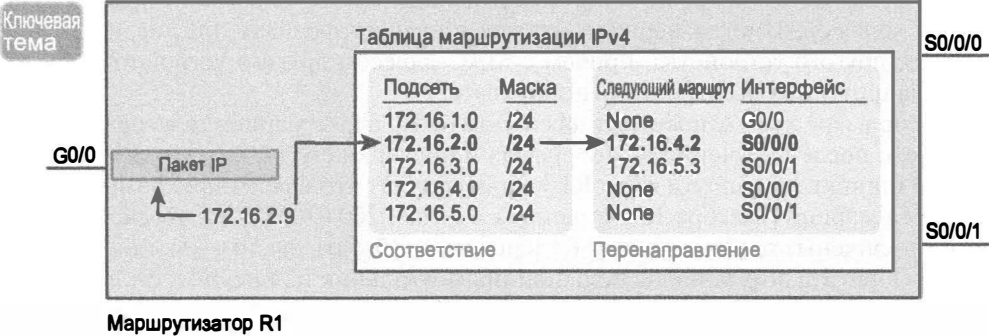 Ключевая
тема
Таблица маршрутизации IPv4
S0/0/0
Подсеть Маска Следующий маршрут Интерфейс
172.16.1.0 /24 None G0/0
172.16.2.0 /24 172.16.4.2 S0/0/0
172.16.3.0 /24 172.16.5.3 S0/0/1
172.16.4.0 /24 None S0/0/0
172.16.5.0 /24 None S0/0/1
G0/0
Пакет IP
172.16.2.9
Соответствие Перенаправление
S0/0/1
Маршрутизатор R1